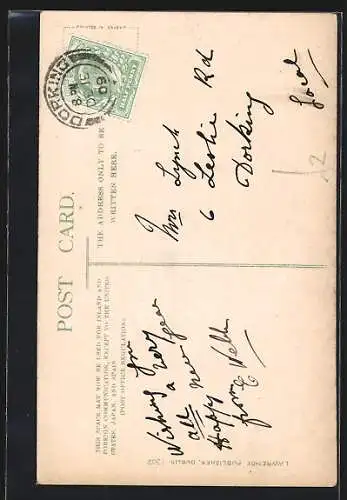 POST CARD.
THIS SPACE MAY NOW BE USED FOR INLAND AND
FOREIGN COMMUNICATION, EXCEPT TO THE UNITED
STATES, JAPAN, AND SPAIN
(POST OFFICE REGULATION).
THE ADDRESS ONLY TO BE
WRITTEN HERE.
DORKING
Wishing you
a very
all new year
Happy
from
Mrs Lynch
6 Leslie Rd
Dorking
LAWRENCE, PUBLISHER, DUBLIN